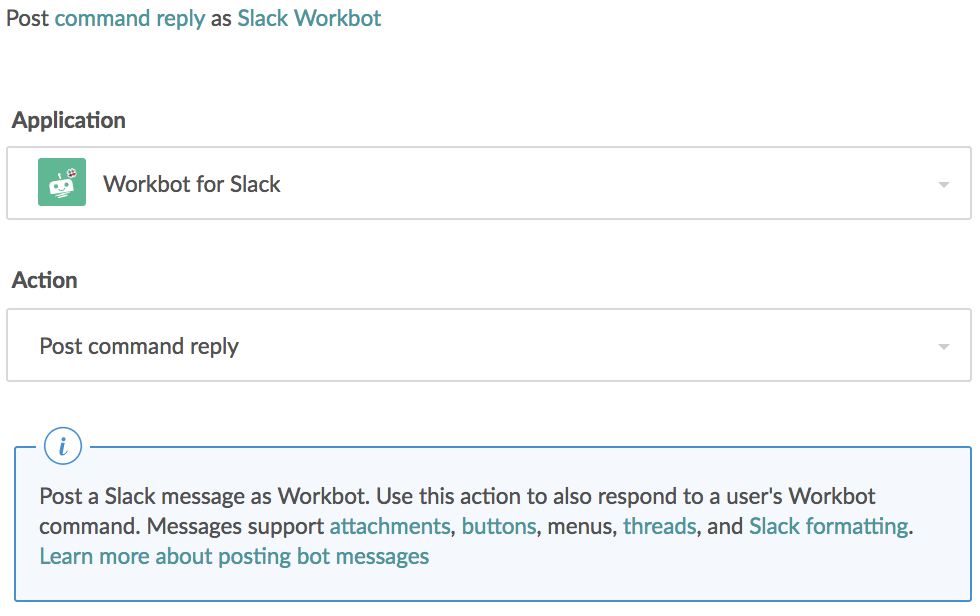 Post command reply as Slack Workbot
Application
Workbot for Slack
Action
Post command reply
i
Post a Slack message as Workbot. Use this action to also respond to a user's Workbot
command. Messages support attachments, buttons, menus, threads, and Slack formatting.
Learn more about posting bot messages